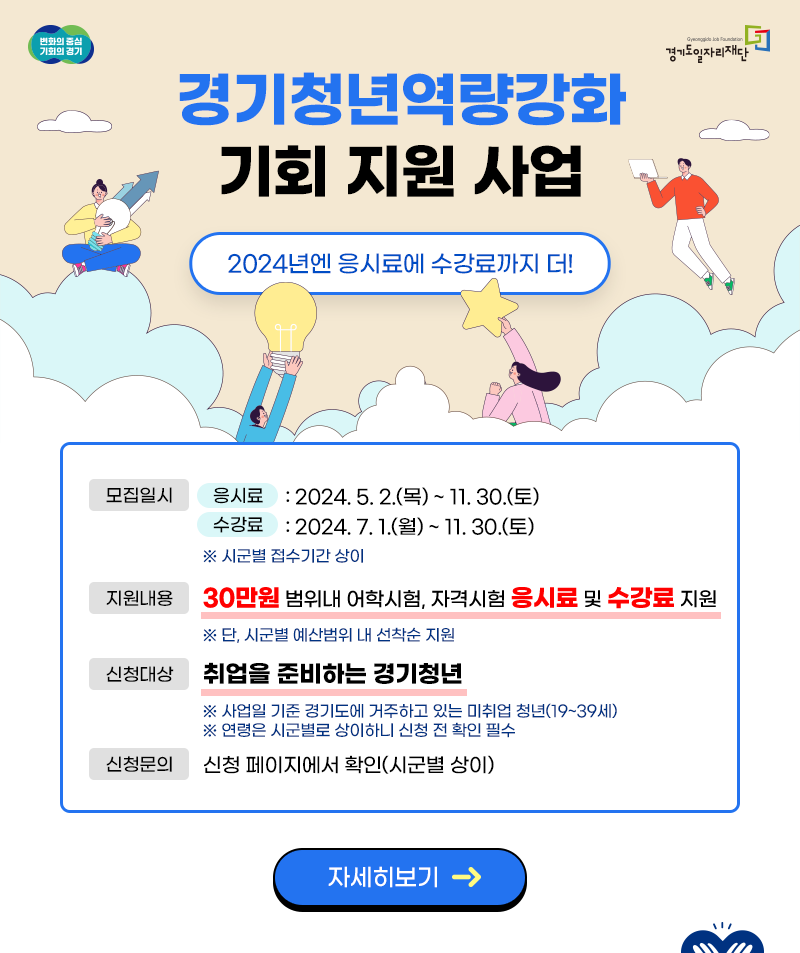 변화의 중심
기회의 경기
Gyeonggido Job Foundation
경기도일자리재단
경기청년역량강화
기회 지원 사업
2024년엔 응시료에 수강료까지 더!
모집일시 응시료 : 2024. 5. 2.(목) ~ 11. 30.(토)
수강료 : 2024. 7. 1.(월) ~ 11. 30.(토)
※ 시군별 접수기간 상이
지원내용 30만원 범위내 어학시험, 자격시험 응시료 및 수강료 지원
※ 단, 시군별 예산범위 내 선착순 지원
신청대상 취업을 준비하는 경기청년
※ 사업일 기준 경기도에 거주하고 있는 미취업 청년(19~39세)
※ 연령은 시군별로 상이하니 신청 전 확인 필수
신청문의 신청 페이지에서 확인(시군별 상이)
자세히보기